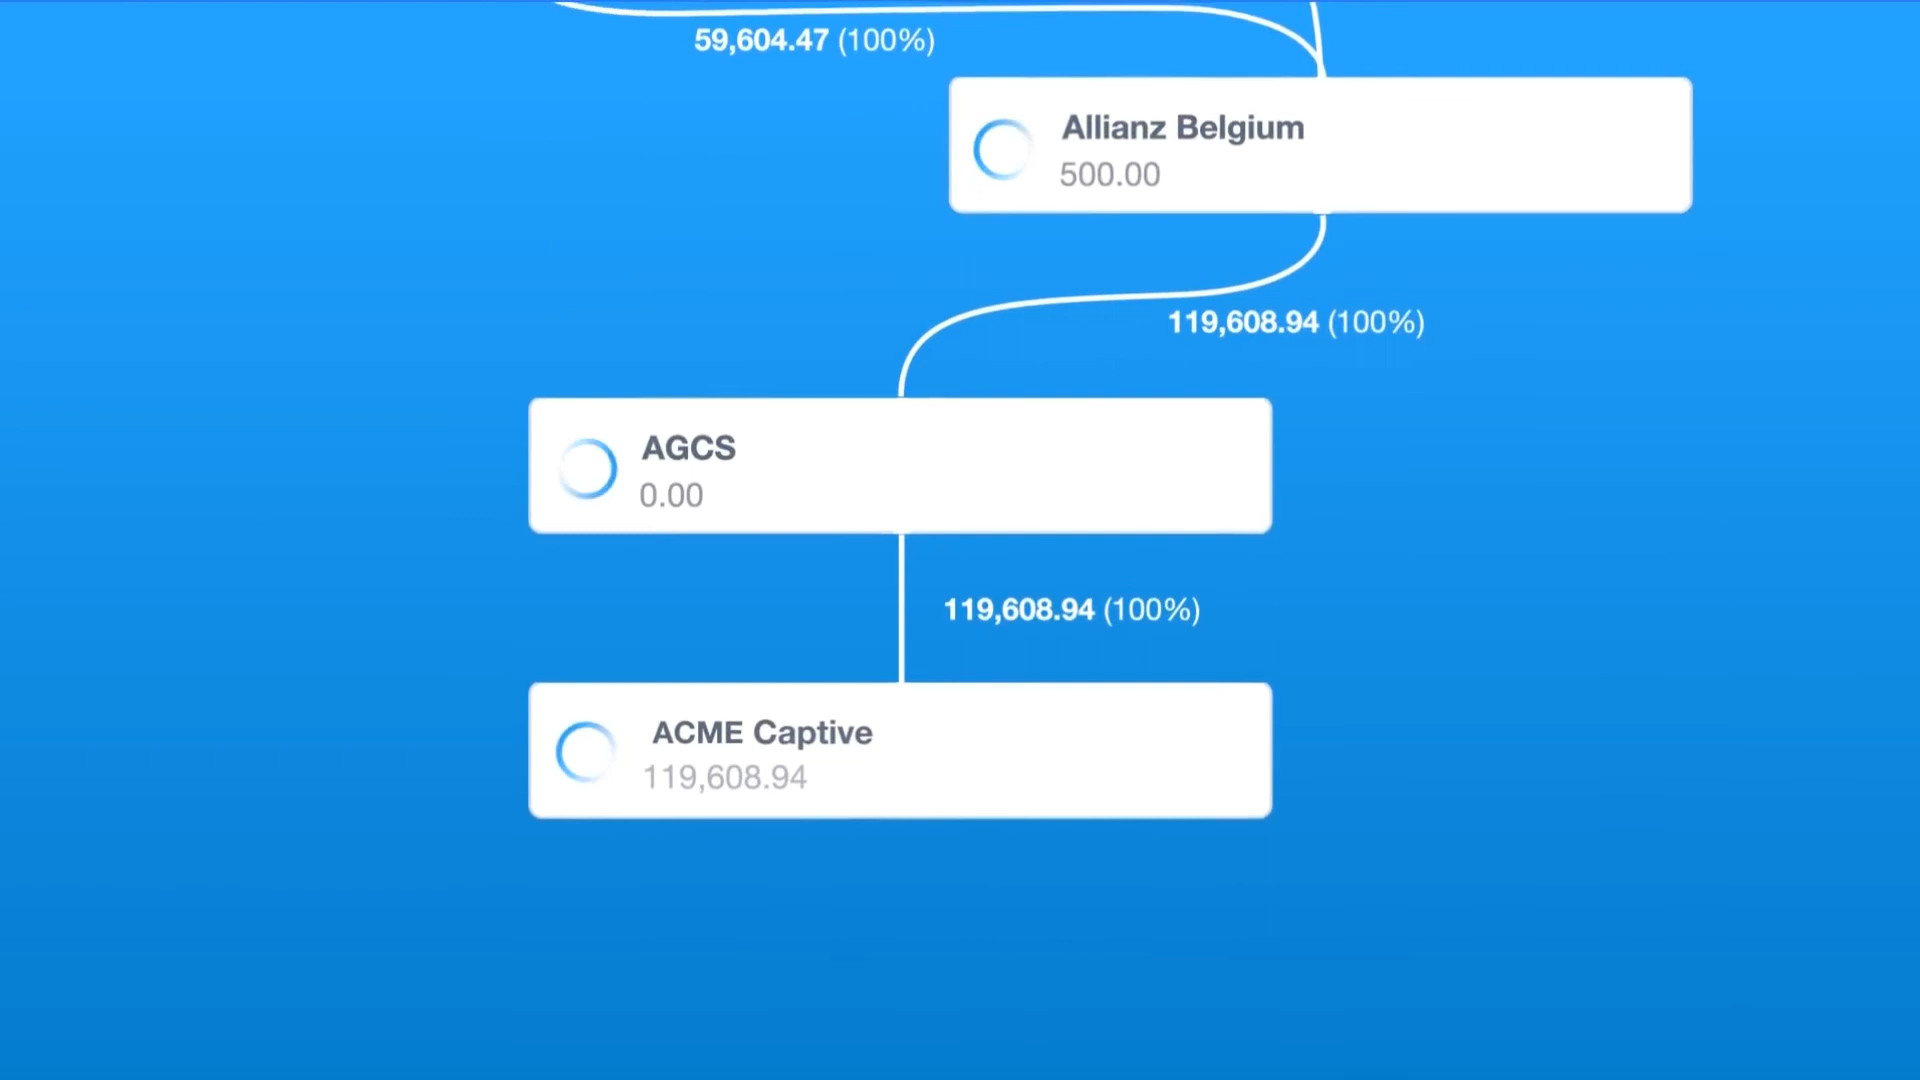 59,604.47 (100%)
Allianz Belgium
500.00
119,608.94 (100%)
AGCS
0.00
119,608.94 (100%)
ACME Captive
119,608.94